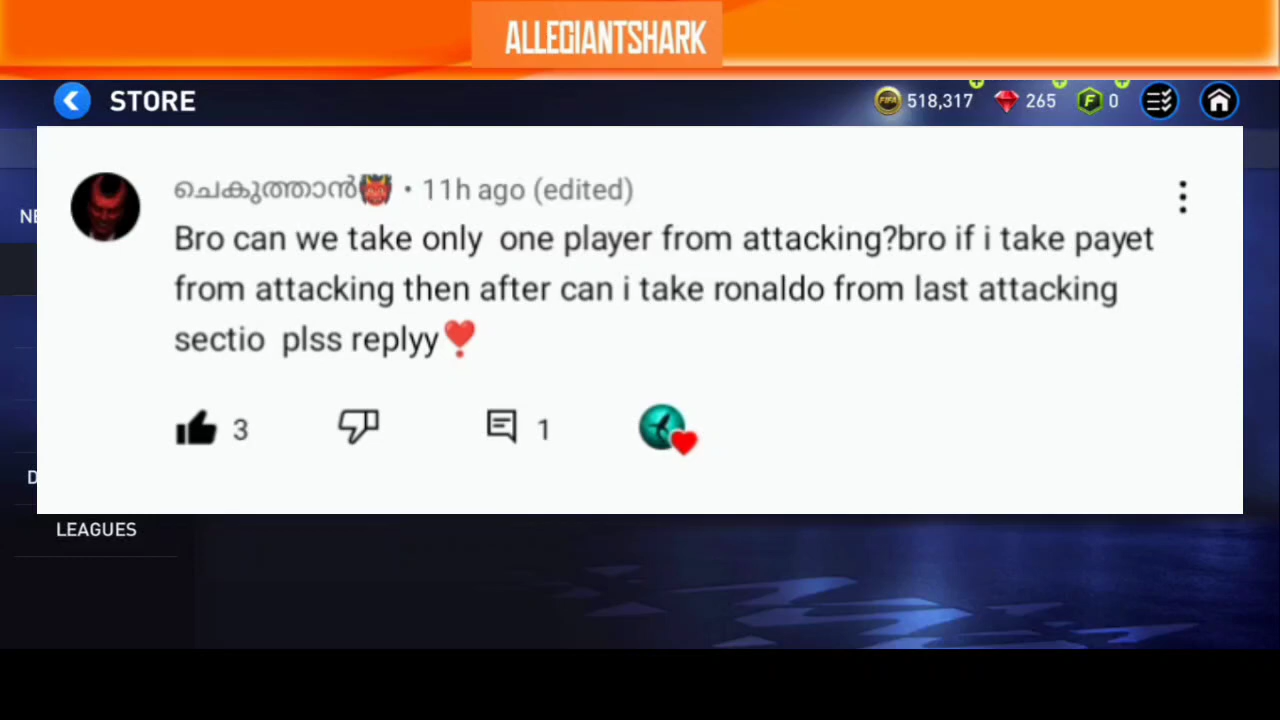 ALLEGIANTSHARK
STORE
518,317
265
0
ചെകുത്താൻ👹 • 11h ago (edited)
Bro can we take only one player from attacking?bro if i take payet
from attacking then after can i take ronaldo from last attacking
sectio plss replyy❣️
3
1
NE
D
LEAGUES